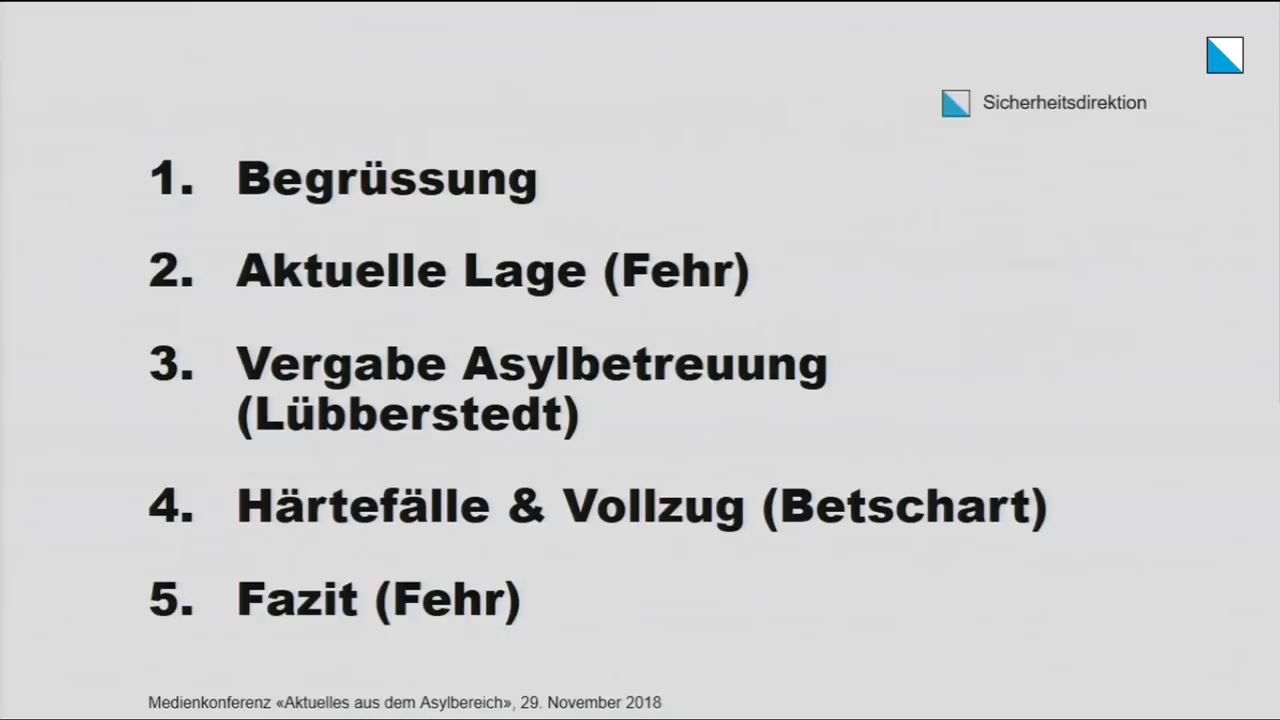 Sicherheitsdirektion
1. Begrüssung
2. Aktuelle Lage (Fehr)
3. Vergabe Asylbetreuung
(Lübberstedt)
4. Härtefälle & Vollzug (Betschart)
5. Fazit (Fehr)
Medienkonferenz «Aktuelles aus dem Asylbereich», 29. November 2018